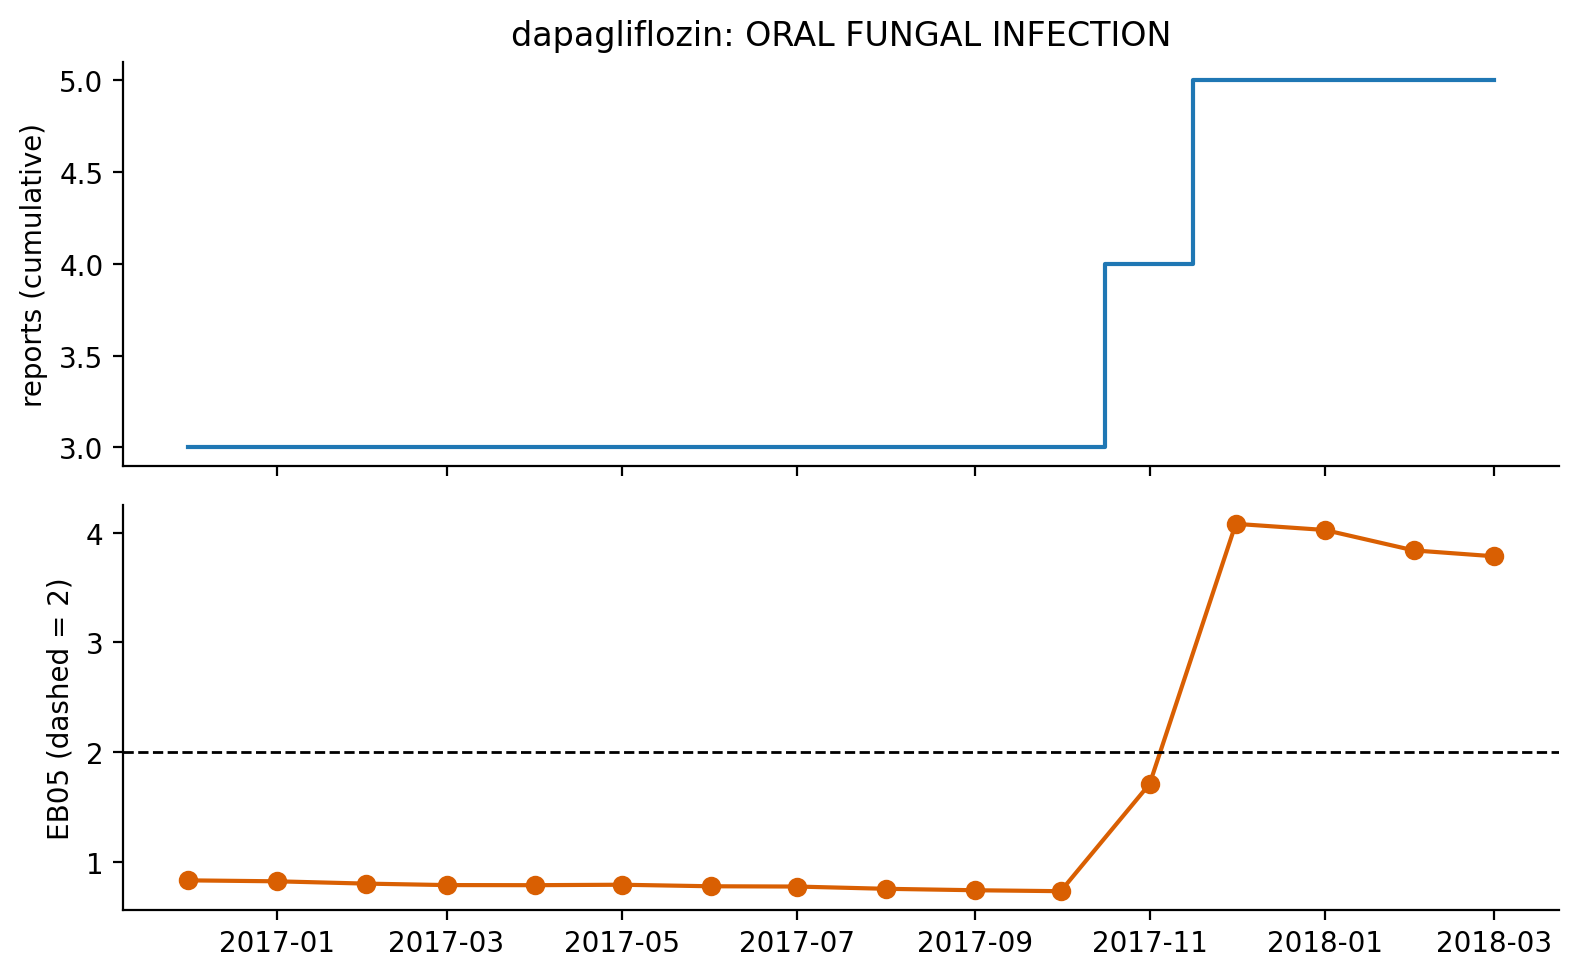 dapagliflozin: ORAL FUNGAL INFECTION
reports (cumulative)
5.0
4.5
4.0
3.5
3.0
EB05 (dashed = 2)
4
3
2
1
2017-01 2017-03 2017-05 2017-07 2017-09 2017-11 2018-01 2018-03